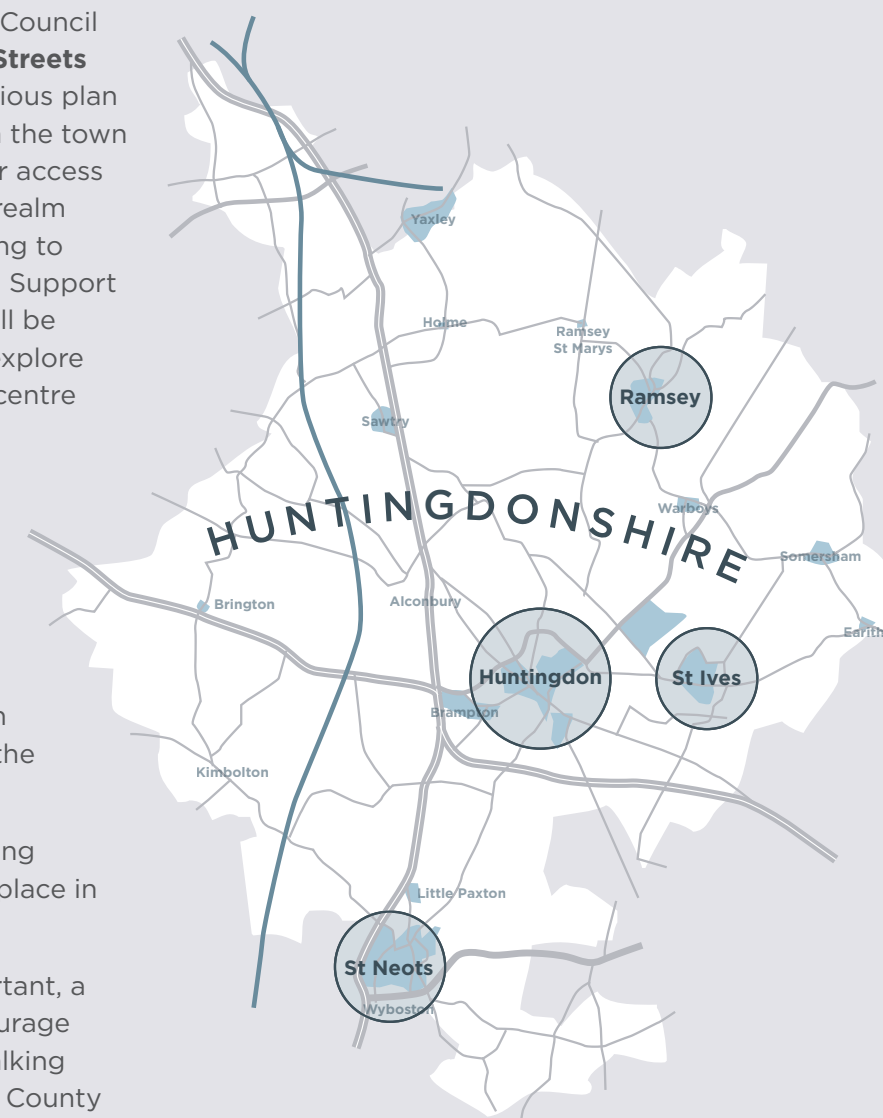 Council
Streets
ious plan
n the town
r access
realm
ng to
Support
ll be
explore
centre
n
the
ng
place in
rtant, a
urage
lking
County
Yaxley
Holme
Ramsey
St Marys
Ramsey
Sawtry
HUNTINGDONSHIRE
Warboys
Somersham
Brington
Alconbury
Earith
Huntingdon
St Ives
Brampton
Kimbolton
Little Paxton
St Neots
Wyboston